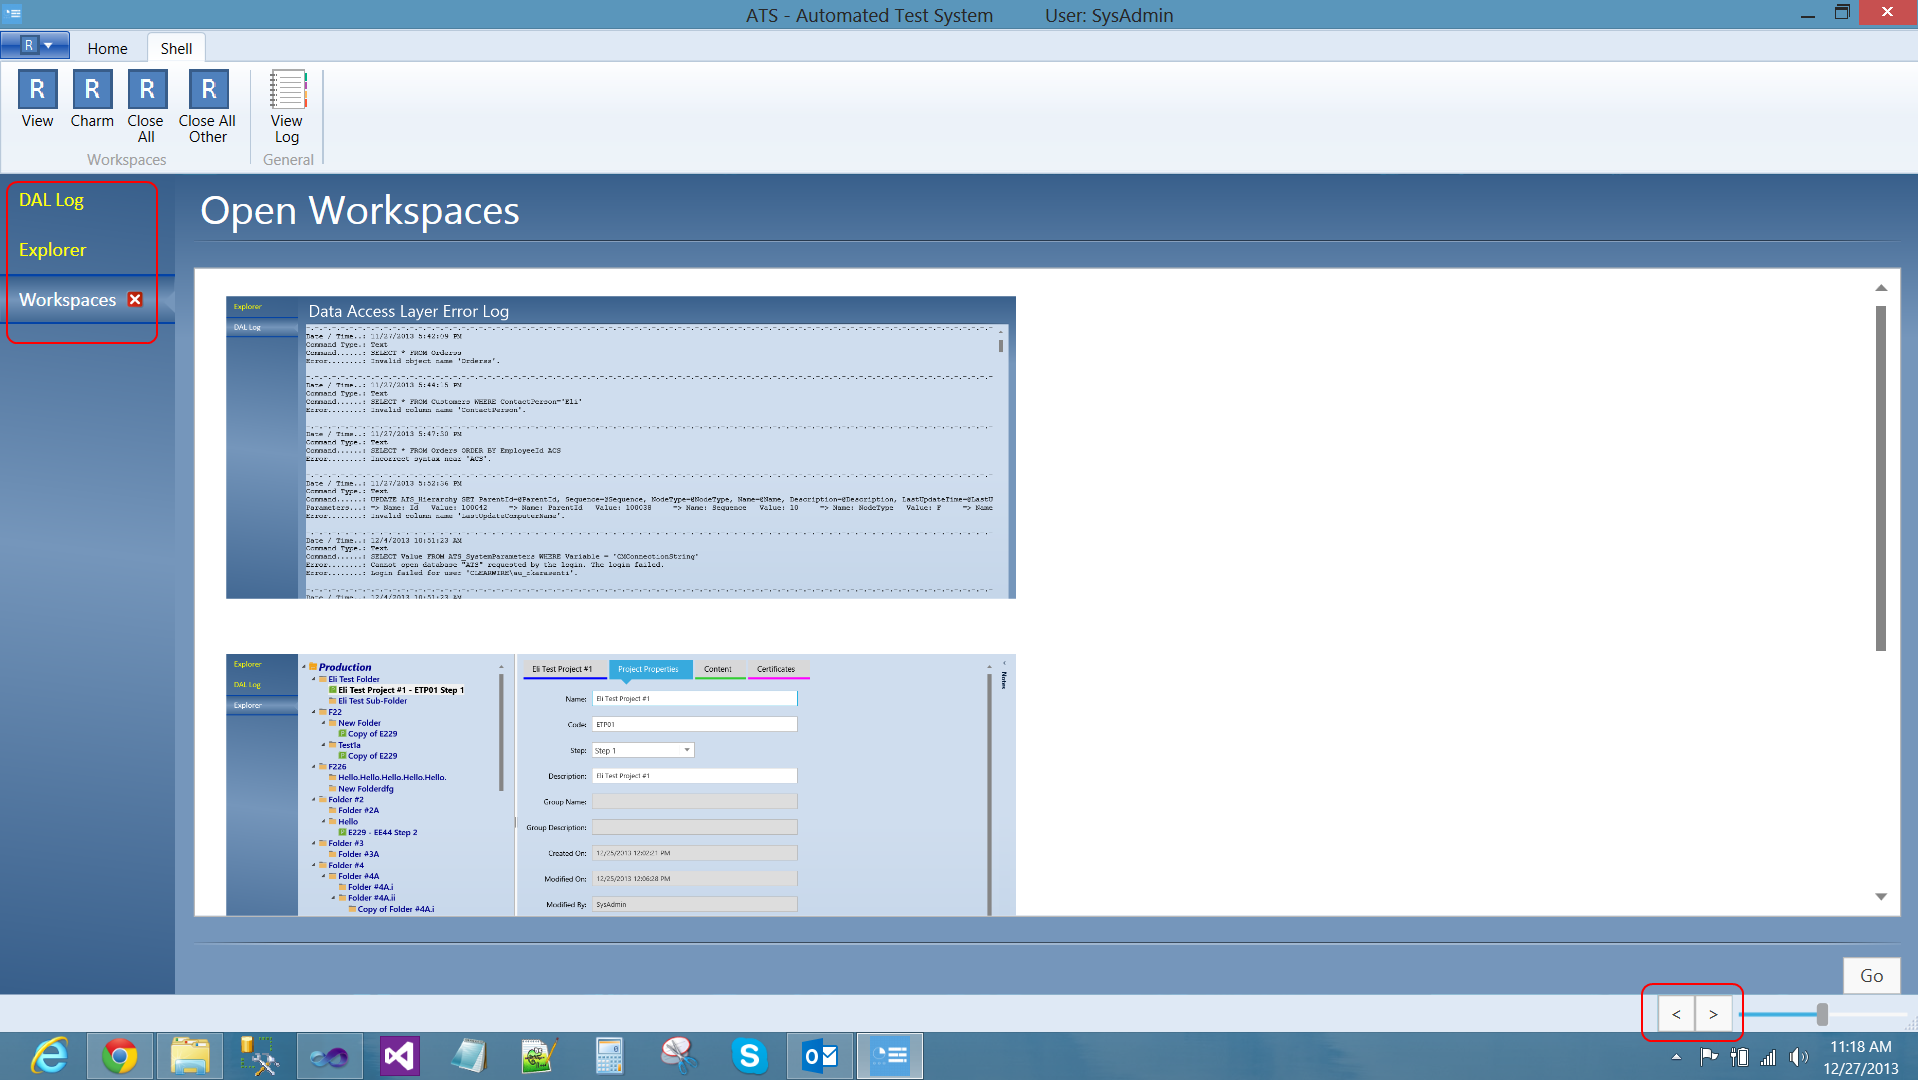 ATS - Automated Test System User: SysAdmin
R
Home
Shell
R R R R
View
Charm
Close
All
Close All
Other
View
Log
Workspaces
General
DAL Log
Explorer
Workspaces
Open Workspaces
Explorer
DAL Log
Data Access Layer Error Log
Date / Time..: 11/27/2013 5:42:09 PM
Command Type.: Text
Command......: SELECT * FROM Orderss
Error........: Invalid object name 'Orderss'.
Date / Time..: 11/27/2013 5:44:15 PM
Command Type.: Text
Command......: SELECT * FROM Customers WHERE ContactPerson='Eli'
Error........: Invalid column name 'ContactPerson'.
Date / Time..: 11/27/2013 5:47:30 PM
Command Type.: Text
Command......: SELECT * FROM Orders ORDER BY EmployeeId ACS
Error........: Incorrect syntax near 'ACS'.
Date / Time..: 11/27/2013 5:52:36 PM
Command Type.: Text
Command......: UPDATE ATS_Hierarchy SET ParentId=@ParentId, Sequence=@Sequence, NodeType=@NodeType, Name=@Name, Description=@Description, LastUpdateTime=@LastU
Parameters...: => Name: Id Value: 100042 => Name: ParentId Value: 100038 => Name: Sequence Value: 10 => Name: NodeType Value: F => Name
Error........: Invalid column name 'LastUpdateComputerName'.
Date / Time..: 12/4/2013 10:51:23 AM
Command Type.: Text
Command......: SELECT Value FROM ATS_SystemParameters WHERE Variable = 'CMConnectionString'
Error........: Cannot open database "ATS" requested by the login. The login failed.
Error........: Login failed for user
Date / Time..: 12/4/2013 10:51:23 AM
Explorer
DAL Log
Explorer
Production
Eli Test Folder
Eli Test Project #1 - ETP01 Step 1
Eli Test Sub-Folder
F22
New Folder
Copy of E229
Test1a
Copy of E229
F226
Hello.Hello.Hello.Hello.Hello.
New Folderdfg
Folder #2
Folder #2A
Hello
E229 - EE44 Step 2
Folder #3
Folder #3A
Folder #4
Folder #4A
Folder #4A.i
Folder #4A.ii
Copy of Folder #4A.i
Eli Test Project #1
Project Properties
Content
Certificates
Notes
Name: Eli Test Project #1
Code: ETP01
Step: Step 1
Description: Eli Test Project #1
Group Name:
Group Description:
Created On: 12/25/2013 12:02:21 PM
Modified On: 12/25/2013 12:06:28 PM
Modified By: SysAdmin
Go
< >
11:18 AM
12/27/2013